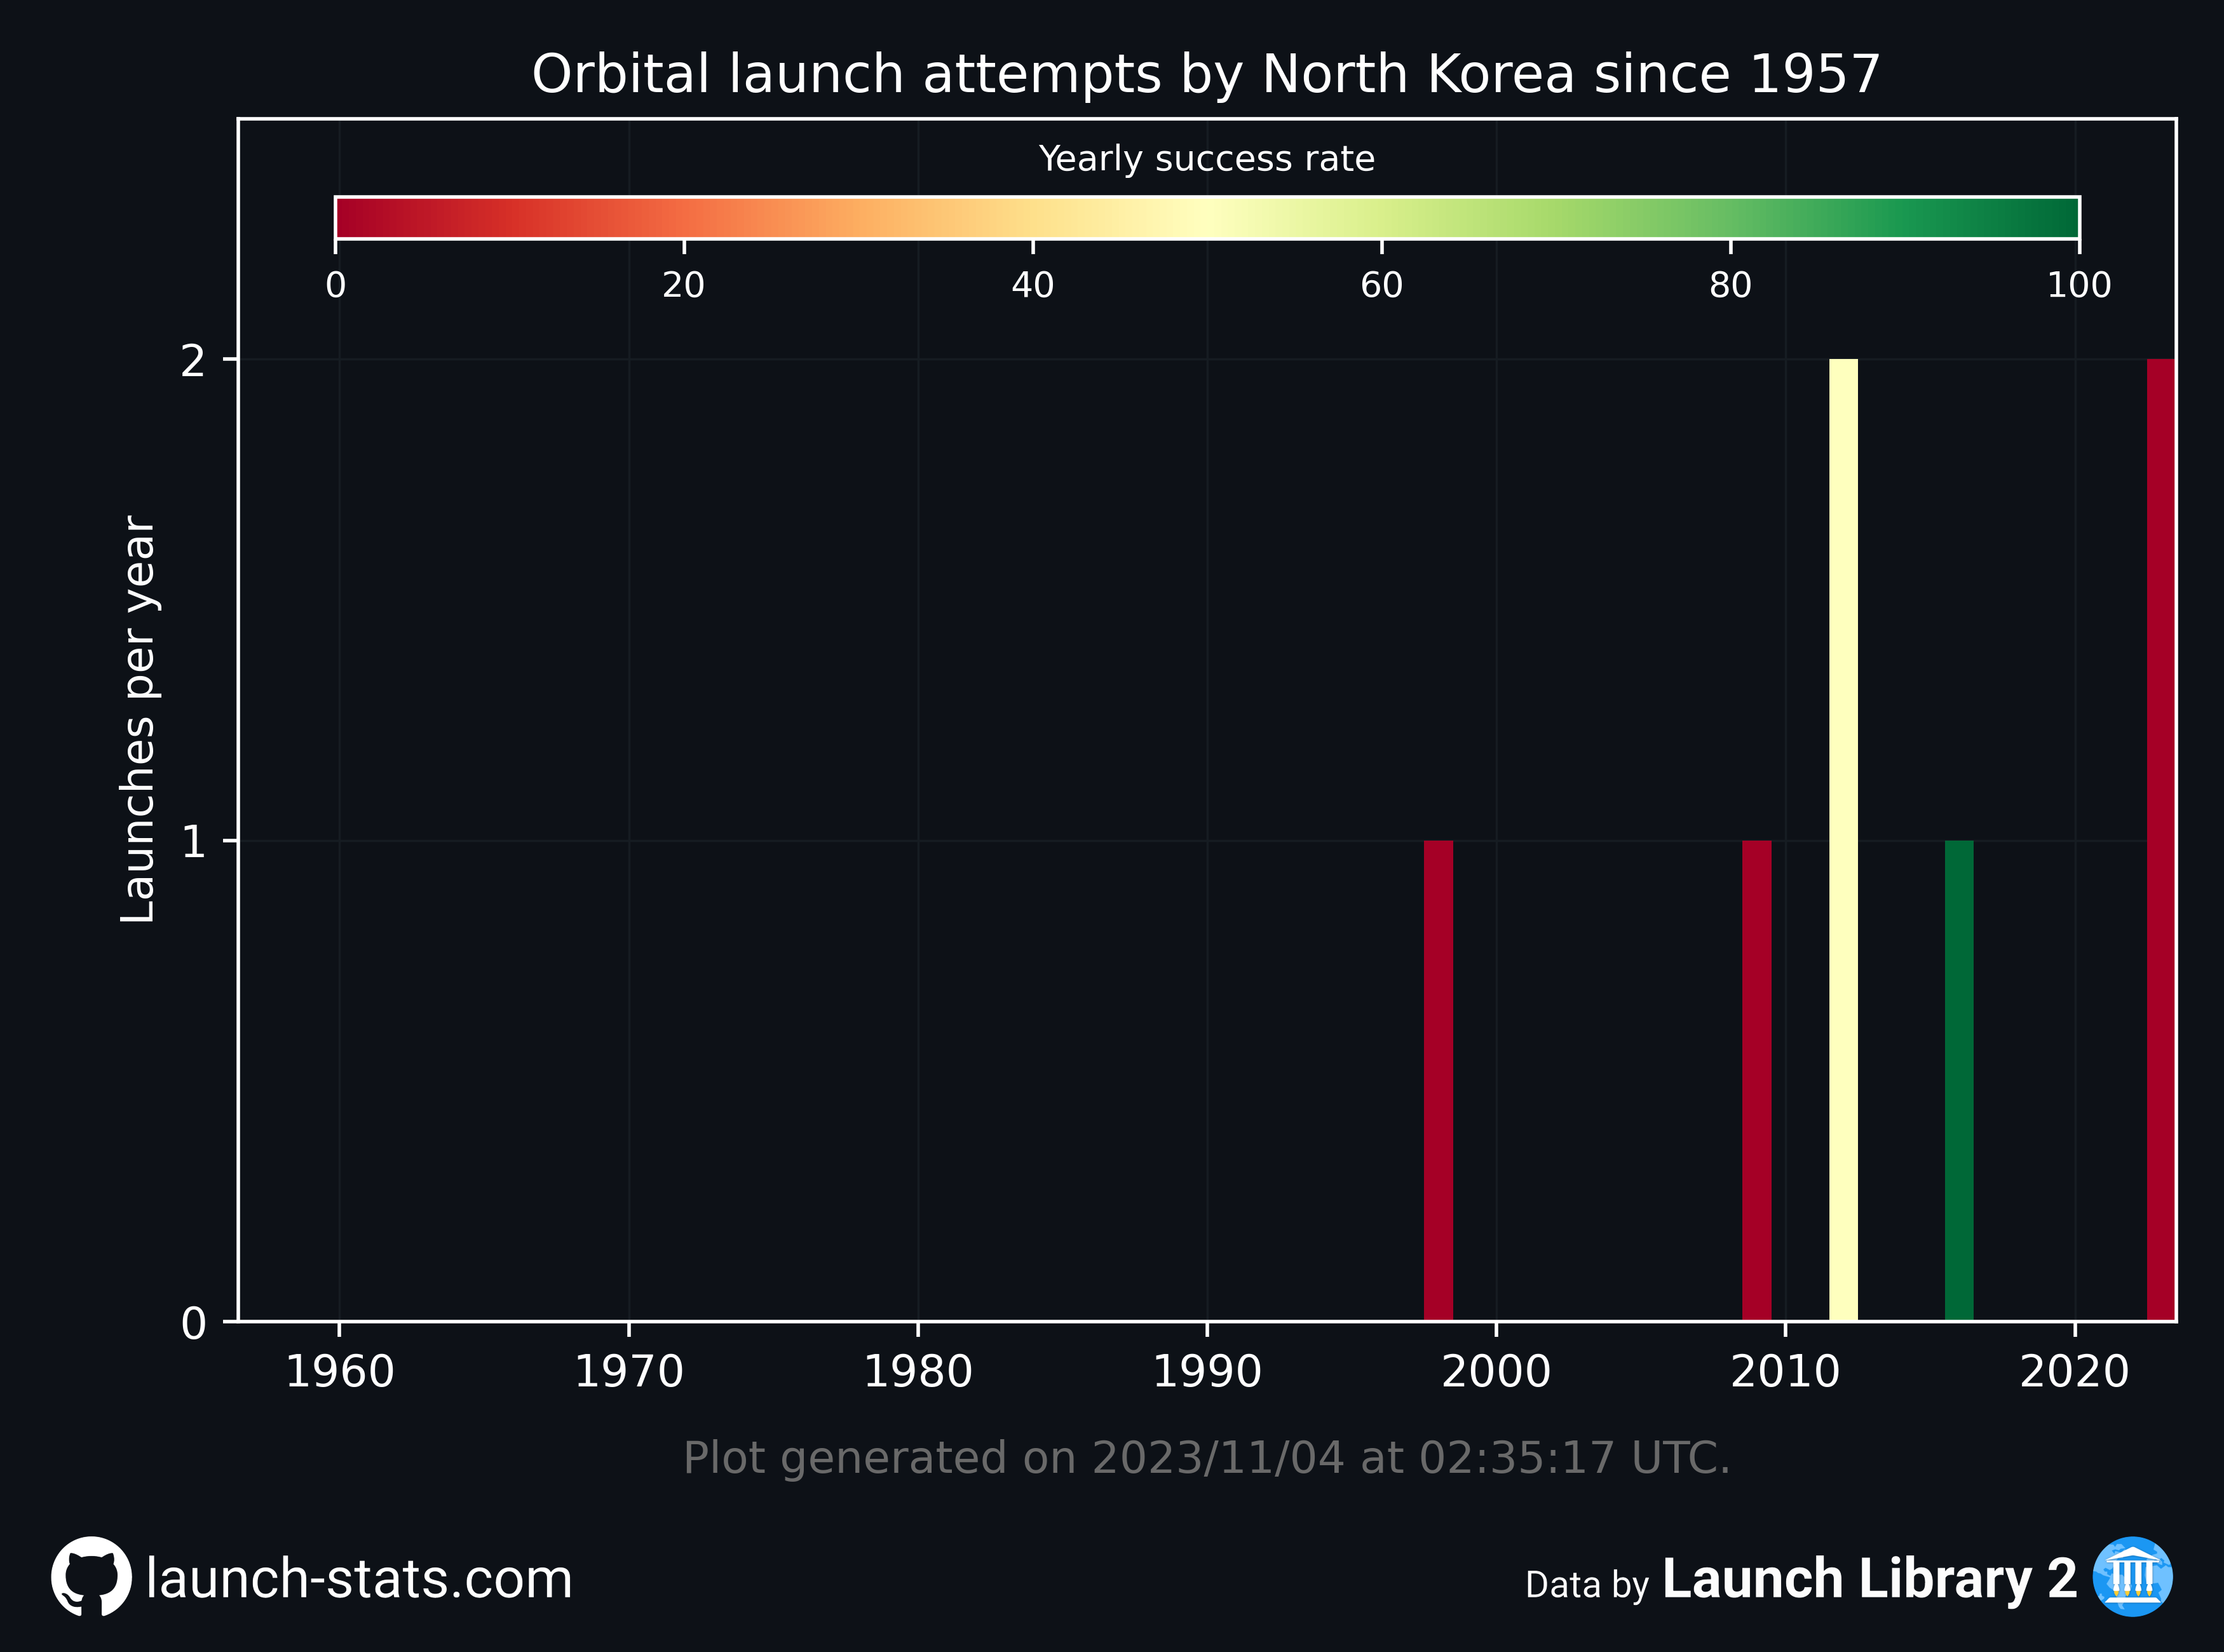 Orbital launch attempts by North Korea since 1957
Yearly success rate
0 20 40 60 80 100
Launches per year
2
1
0
1960 1970 1980 1990 2000 2010 2020
Plot generated on 2023/11/04 at 02:35:17 UTC.
launch-stats.com
Data by Launch Library 2